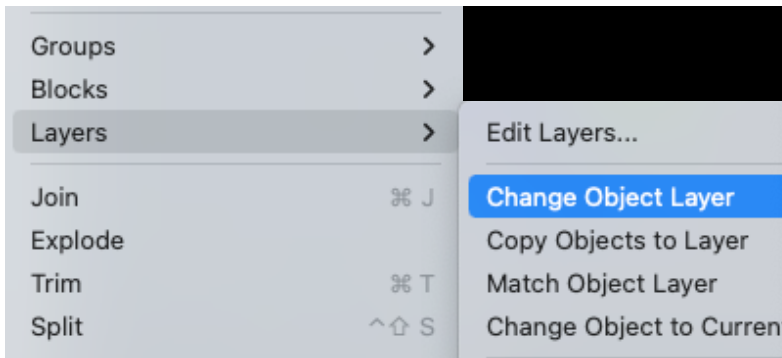 Groups
Blocks
Layers
Join ⌘ J
Explode
Trim ⌘ T
Split ^⇧ S
Edit Layers...
Change Object Layer
Copy Objects to Layer
Match Object Layer
Change Object to Curren